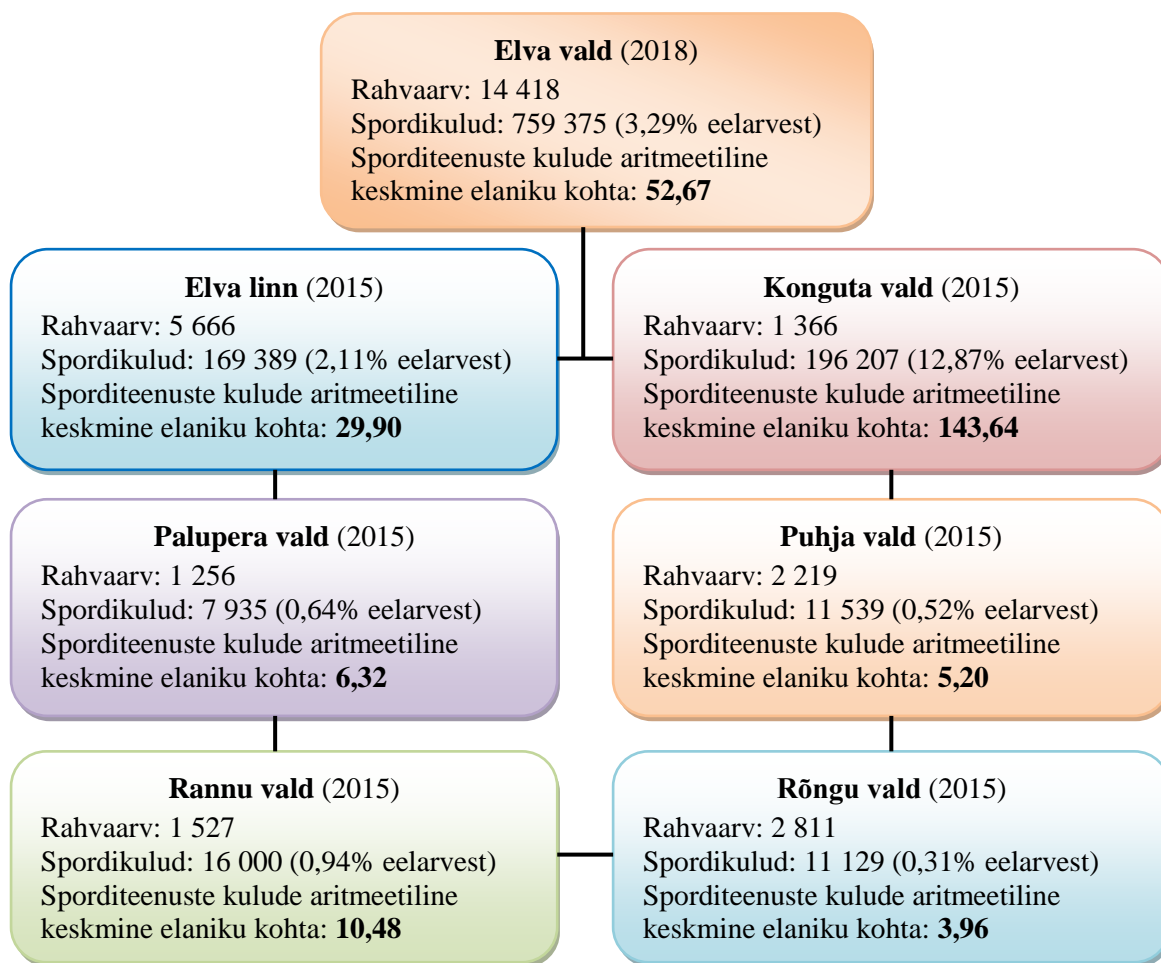 Elva vald (2018)
Rahvaarv: 14 418
Spordikulud: 759 375 (3,29% eelarvest)
Sporditeenuste kulude aritmeetiline
keskmine elaniku kohta: 52,67
Elva linn (2015)
Rahvaarv: 5 666
Spordikulud: 169 389 (2,11% eelarvest)
Sporditeenuste kulude aritmeetiline
keskmine elaniku kohta: 29,90
Konguta vald (2015)
Rahvaarv: 1 366
Spordikulud: 196 207 (12,87% eelarvest)
Sporditeenuste kulude aritmeetiline
keskmine elaniku kohta: 143,64
Palupera vald (2015)
Rahvaarv: 1 256
Spordikulud: 7 935 (0,64% eelarvest)
Sporditeenuste kulude aritmeetiline
keskmine elaniku kohta: 6,32
Puhja vald (2015)
Rahvaarv: 2 219
Spordikulud: 11 539 (0,52% eelarvest)
Sporditeenuste kulude aritmeetiline
keskmine elaniku kohta: 5,20
Rannu vald (2015)
Rahvaarv: 1 527
Spordikulud: 16 000 (0,94% eelarvest)
Sporditeenuste kulude aritmeetiline
keskmine elaniku kohta: 10,48
Rõngu vald (2015)
Rahvaarv: 2 811
Spordikulud: 11 129 (0,31% eelarvest)
Sporditeenuste kulude aritmeetiline
keskmine elaniku kohta: 3,96